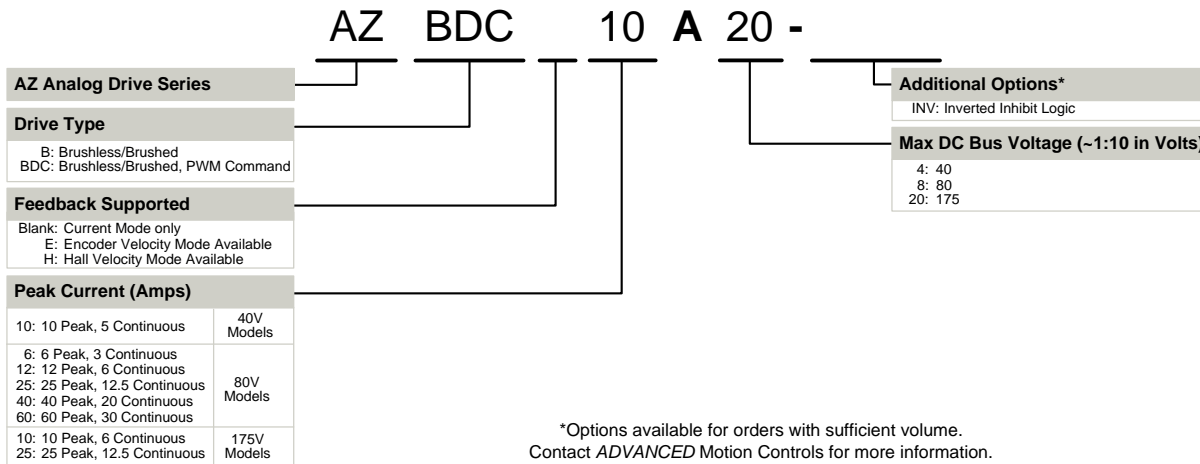 AZ BDC 10 A 20 -
AZ Analog Drive Series
Drive Type
B: Brushless/Brushed
BDC: Brushless/Brushed, PWM Command
Feedback Supported
Blank: Current Mode only
E: Encoder Velocity Mode Available
H: Hall Velocity Mode Available
Peak Current (Amps)
10: 10 Peak, 5 Continuous
40V
Models
6: 6 Peak, 3 Continuous
12: 12 Peak, 6 Continuous
25: 25 Peak, 12.5 Continuous
40: 40 Peak, 20 Continuous
60: 60 Peak, 30 Continuous
80V
Models
10: 10 Peak, 6 Continuous
25: 25 Peak, 12.5 Continuous
175V
Models
Additional Options*
INV: Inverted Inhibit Logic
Max DC Bus Voltage (~1:10 in Volts)
4: 40
8: 80
20: 175
*Options available for orders with sufficient volume.
Contact ADVANCED Motion Controls for more information.